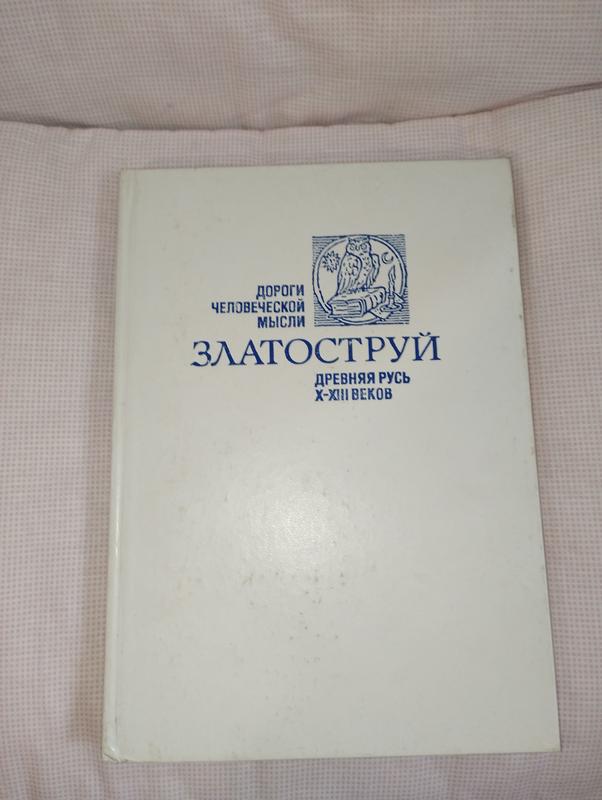 ДОРОГИ
ЧЕЛОВЕЧЕСКОЙ
МЫСЛИ
ЗЛАТОСТРУЙ
ДРЕВНЯЯ РУСЬ
X-XIII ВЕКОВ